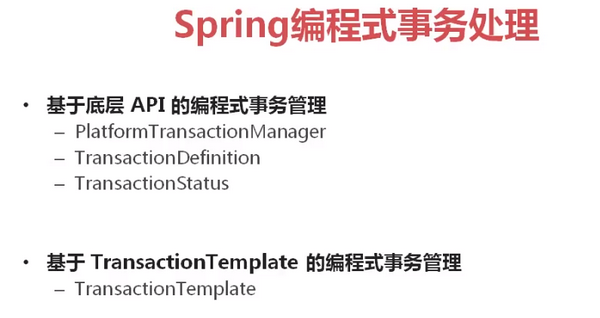 Spring编程式事务处理
• 基于底层 API 的编程式事务管理
– PlatformTransactionManager
– TransactionDefinition
– TransactionStatus
• 基于 TransactionTemplate 的编程式事务管理
– TransactionTemplate